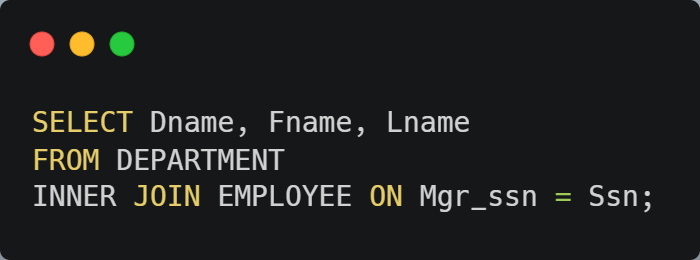 SELECT Dname, Fname, Lname
FROM DEPARTMENT
INNER JOIN EMPLOYEE ON Mgr_ssn = Ssn;